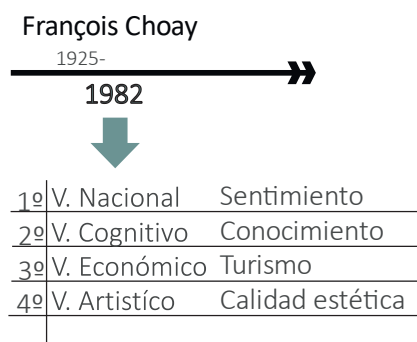 François Choay
1925-
1982
1º V. Nacional Sentimiento
2º V. Cognitivo Conocimiento
3º V. Económico Turismo
4º V. Artistíco Calidad estética